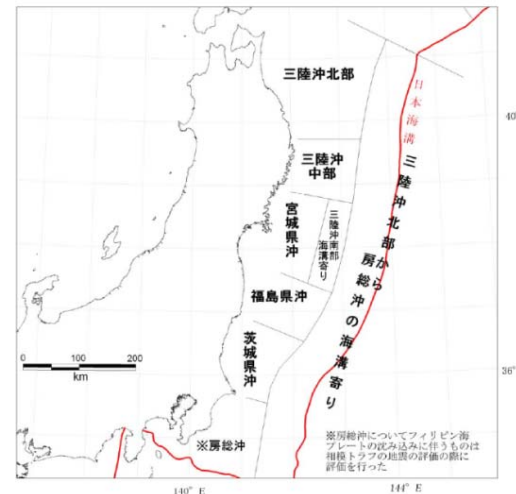 三陸沖北部
日本海溝
40
三陸沖
中部
宮城県沖
三陸沖南部
海溝寄り
三陸沖北部から
房総沖の海溝寄り
福島県沖
茨城県沖
0 100 200
km
36°
※房総沖
※房総沖についてフィリピン海
プレートの沈み込みに伴うものは
相模トラフの地震の評価の際に
評価を行った
140° E
144° E